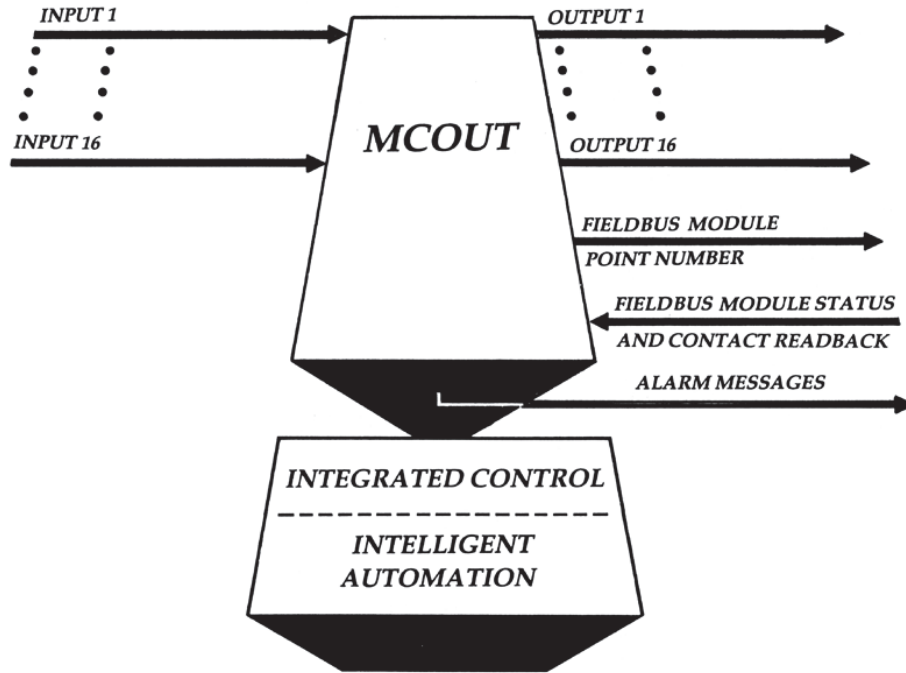 INPUT 1
OUTPUT 1
MCOUT
INPUT 16
OUTPUT 16
FIELDBUS MODULE
POINT NUMBER
FIELDBUS MODULE STATUS
AND CONTACT READBACK
ALARM MESSAGES
INTEGRATED CONTROL
INTELLIGENT
AUTOMATION